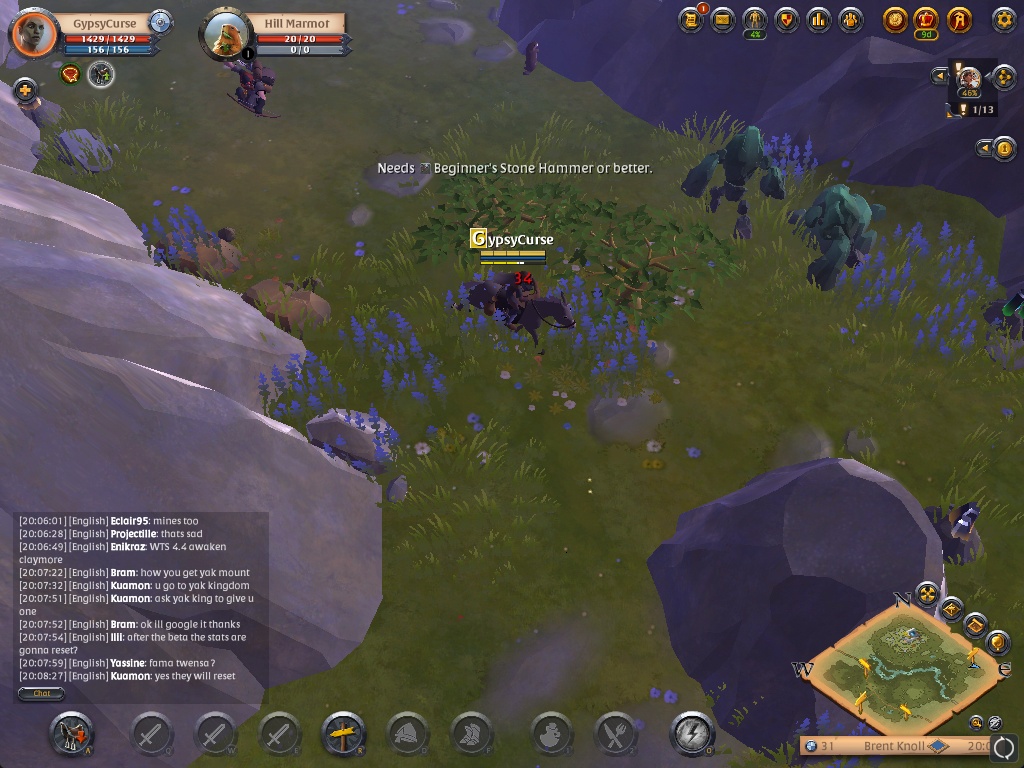 GypsyCurse
1429/1429
156/156
Hill Marmot
20/20
0/0
1
1
4%
9d
46%
1/13
Needs Beginner's Stone Hammer or better.
GypsyCurse
34
[20:06:01] [English] Eclair95: mines too
[20:06:28] [English] Projectille: thats sad
[20:06:49] [English] Enikraz: WTS 4.4 awaken
claymore
[20:07:22] [English] Bram: how you get yak mount
[20:07:32] [English] Kuamon: u go to yak kingdom
[20:07:51] [English] Kuamon: ask yak king to give u
one
[20:07:52] [English] Bram: ok ill google it thanks
[20:07:54] [English] after the beta the stats are
gonna reset?
[20:07:59] [English] Yassine: fama twensa?
[20:08:27] [English] Kuamon: yes they will reset
Chat
N
W
E
A
Q
W
E
R
D
F
31
Brent Knoll